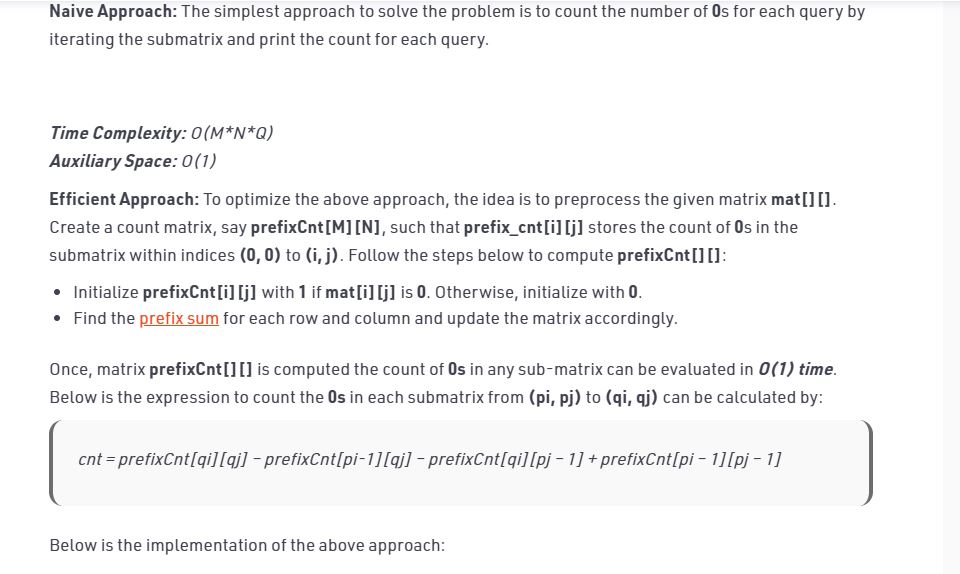 Naive Approach: The simplest approach to solve the problem is to count the number of 0s for each query by
iterating the submatrix and print the count for each query.
Time Complexity: O(M*N*Q)
Auxiliary Space: O(1)
Efficient Approach: To optimize the above approach, the idea is to preprocess the given matrix mat[][].
Create a count matrix, say prefixCnt[M][N], such that prefix_cnt[i][j] stores the count of 0s in the
submatrix within indices (0, 0) to (i, j). Follow the steps below to compute prefixCnt[][]:
• Initialize prefixCnt[i][j] with 1 if mat[i][j] is 0. Otherwise, initialize with 0.
• Find the prefix sum for each row and column and update the matrix accordingly.
Once, matrix prefixCnt[][] is computed the count of 0s in any sub-matrix can be evaluated in O(1) time.
Below is the expression to count the 0s in each submatrix from (pi, pj) to (qi, qj) can be calculated by:
cnt = prefixCnt[qi][qj] – prefixCnt[pi-1][qj] – prefixCnt[qi][pj – 1] + prefixCnt[pi – 1][pj – 1]
Below is the implementation of the above approach: